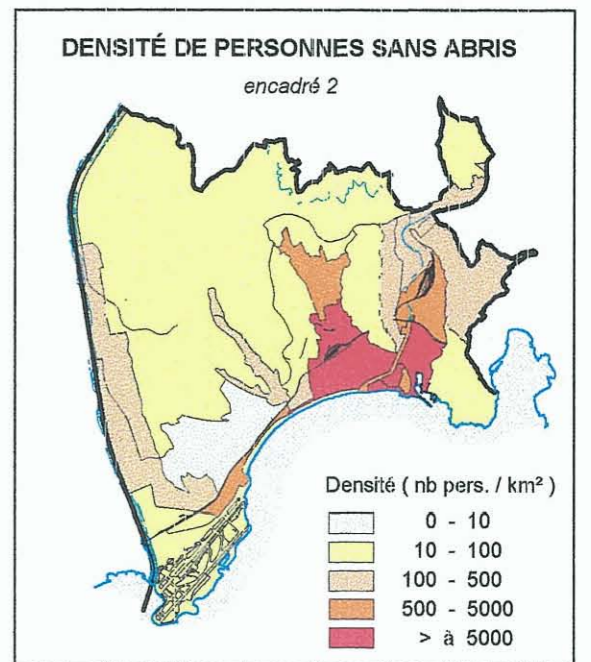 DENSITÉ DE PERSONNES SANS ABRIS
encadré 2
Densité ( nb pers. / km² )
0 - 10
10 - 100
100 - 500
500 - 5000
> à 5000